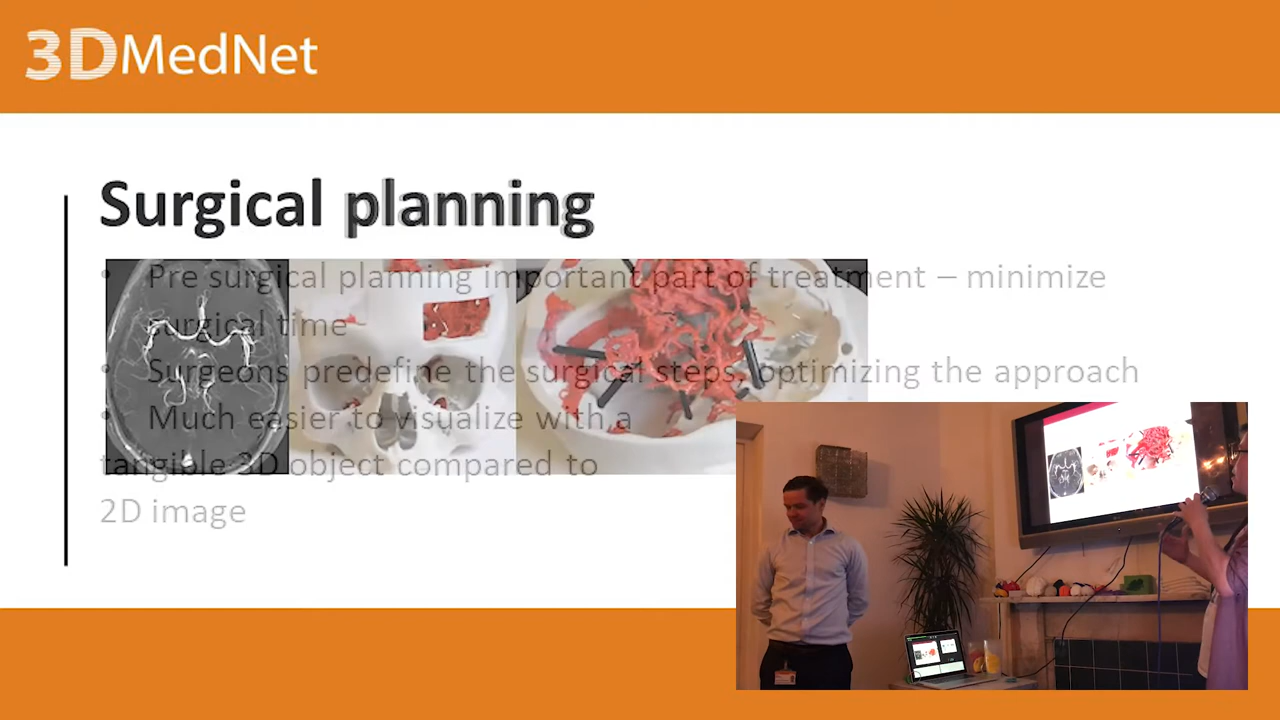 3DMedNet
Surgical planning
• Pre surgical planning important part of treatment – minimize
surgical time
• Surgeons predefine the surgical steps, optimizing the approach
• Much easier to visualize with a
tangible 3D object compared to
2D image